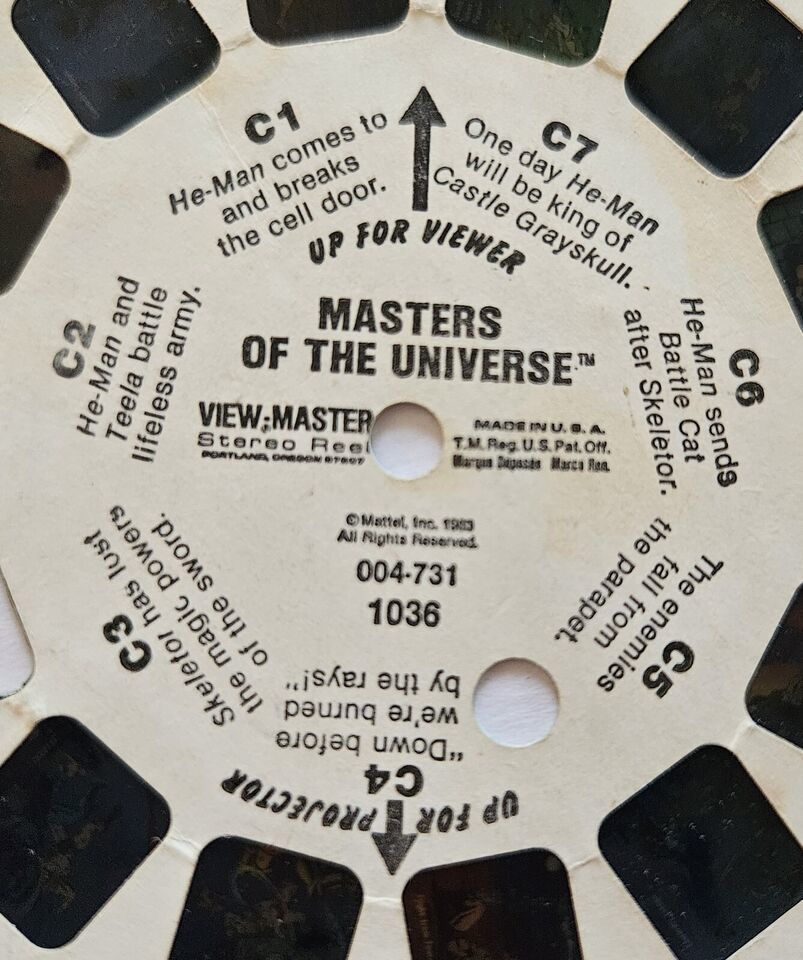 C1
He-Man comes to
and breaks
the cell door.
C7
One day He-Man
will be king of
Castle Grayskull.
UP FOR VIEWER
MASTERS
OF THE UNIVERSE™
C2
He-Man and
Teela battle
lifeless army.
C6
He-Man sends
Battle Cat
after Skeletor.
VIEW-MASTER
Stereo Reel
PORTLAND, OREGON 97207
MADE IN U.S.A.
T.M. Reg. U.S. Pat. Off.
Marque Déposée Marca Reg.
© Mattel, Inc. 1983
All Rights Reserved.
004-731
1036
C3
Skeletor has lost
the magic powers
of the sword.
C5
The enemies
fall from
the parapet.
C4
"Down before
we're burned
by the rays!"
UP FOR PROJECTOR